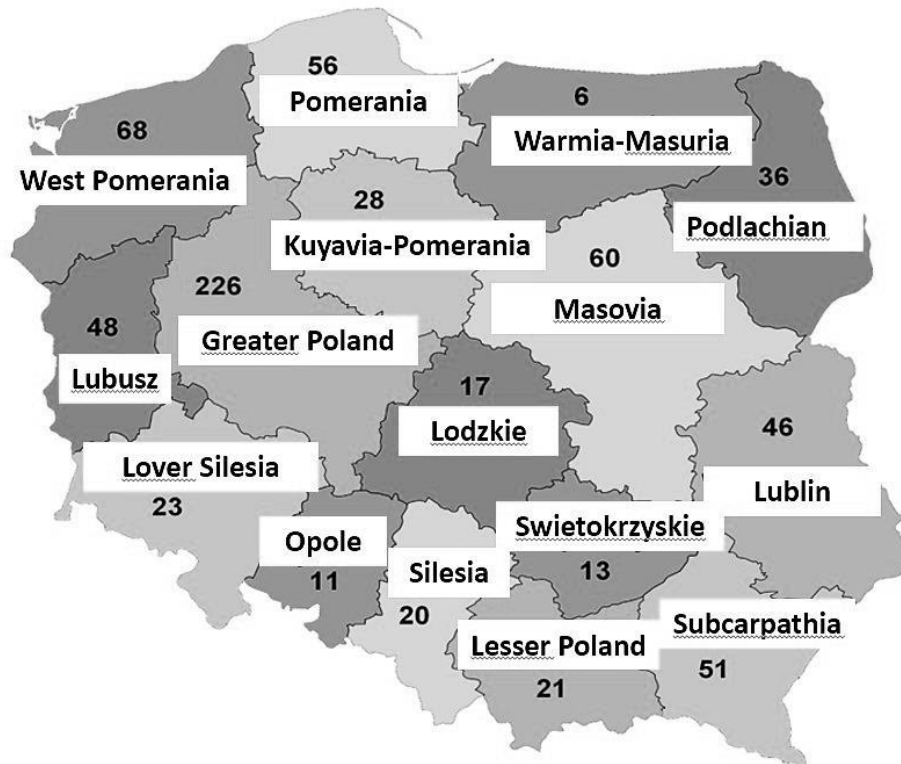 56
Pomerania
6
Warmia-Masuria
68
West Pomerania
36
Podlachian
28
Kuyavia-Pomerania
60
Masovia
226
Greater Poland
48
Lubusz
17
Lodzkie
46
Lublin
Lover Silesia
23
Opole
11
Silesia
20
Swietokrzyskie
13
Lesser Poland
21
Subcarpathia
51